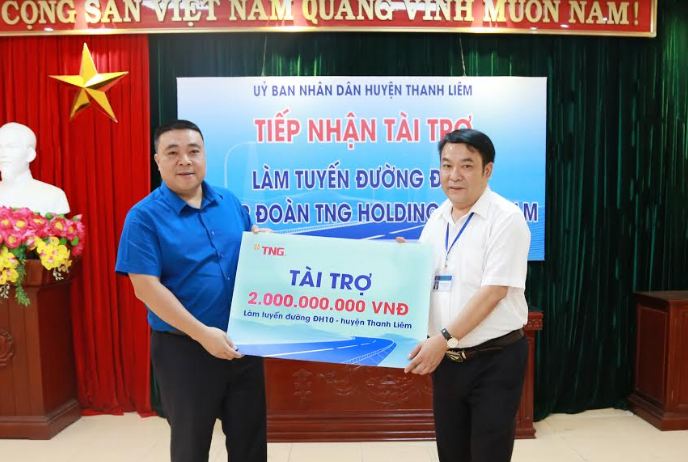 CỘNG SẢN VIỆT NAM QUANG VINH MUÔN NĂM !
UỶ BAN NHÂN DÂN HUYỆN THANH LIÊM
TIẾP NHẬN TÀI TRỢ
LÀM TUYẾN ĐƯỜNG
ĐOÀN TNG HOLDING
TNG
TÀI TRỢ
2.000.000.000 VNĐ
Làm tuyến đường ĐH10 - huyện Thanh Liêm